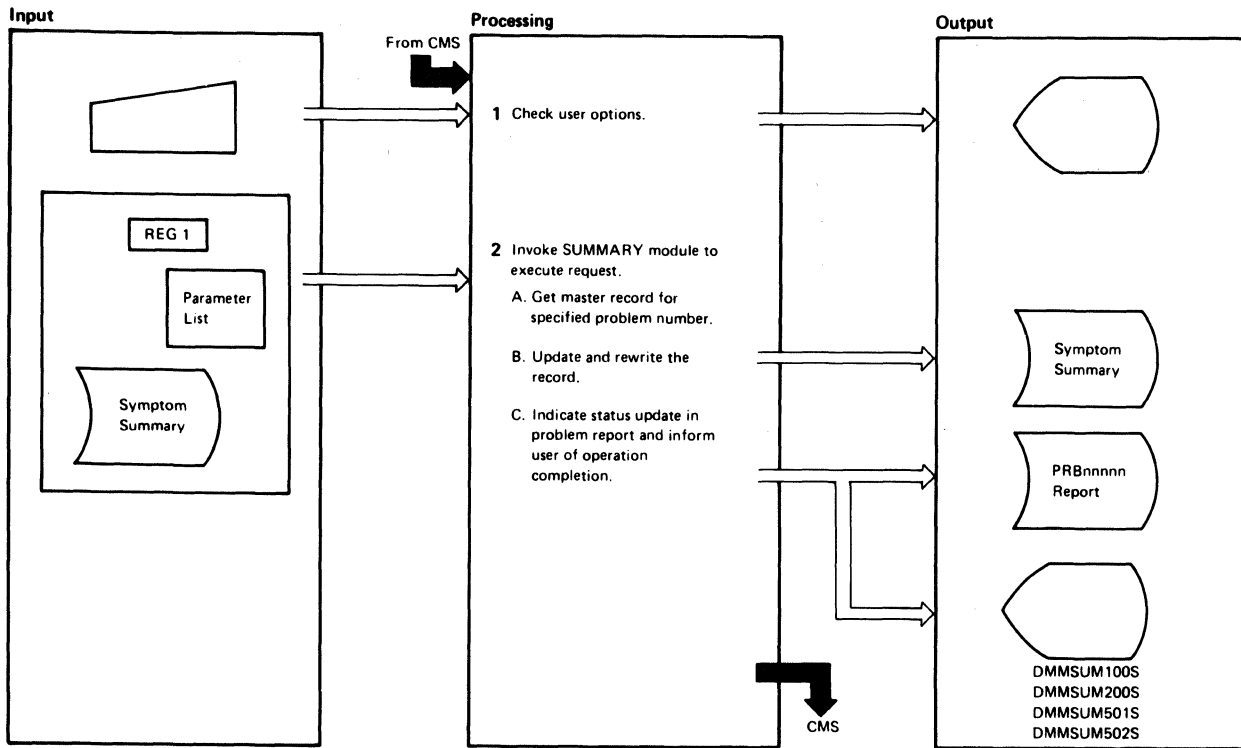 Input
Processing
Output
From CMS
1 Check user options.
REG 1
Parameter
List
Symptom
Summary
2 Invoke SUMMARY module to
execute request.
A. Get master record for
specified problem number.
B. Update and rewrite the
record.
C. Indicate status update in
problem report and inform
user of operation
completion.
CMS
Symptom
Summary
PRBnnnnn
Report
DMMSUM100S
DMMSUM200S
DMMSUM501S
DMMSUM502S